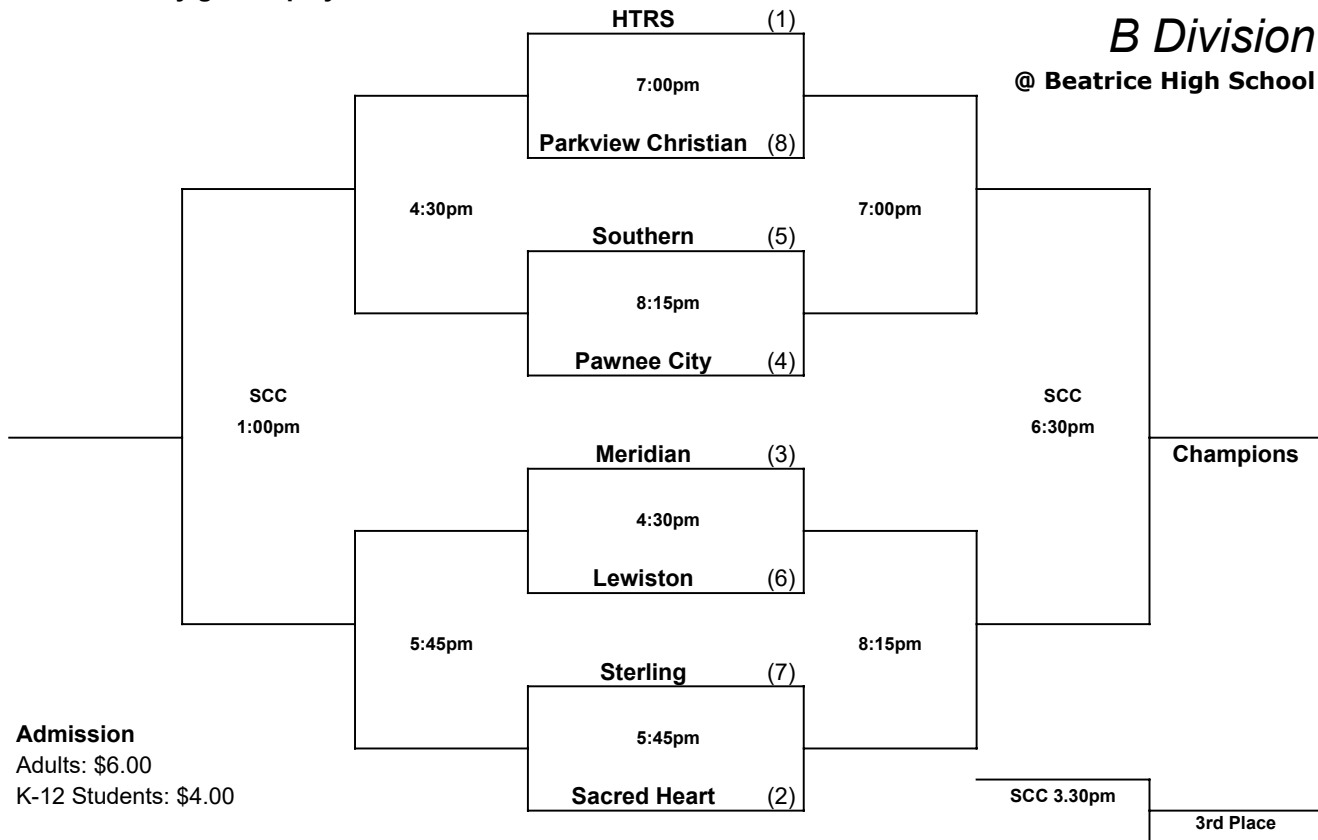 HTRS (1)
B Division
@ Beatrice High School
7:00pm
Parkview Christian (8)
4:30pm
7:00pm
Southern (5)
8:15pm
Pawnee City (4)
SCC
1:00pm
SCC
6:30pm
Champions
Meridian (3)
4:30pm
Lewiston (6)
5:45pm
8:15pm
Sterling (7)
5:45pm
Sacred Heart (2)
Admission
Adults: $6.00
K-12 Students: $4.00
SCC 3.30pm
3rd Place